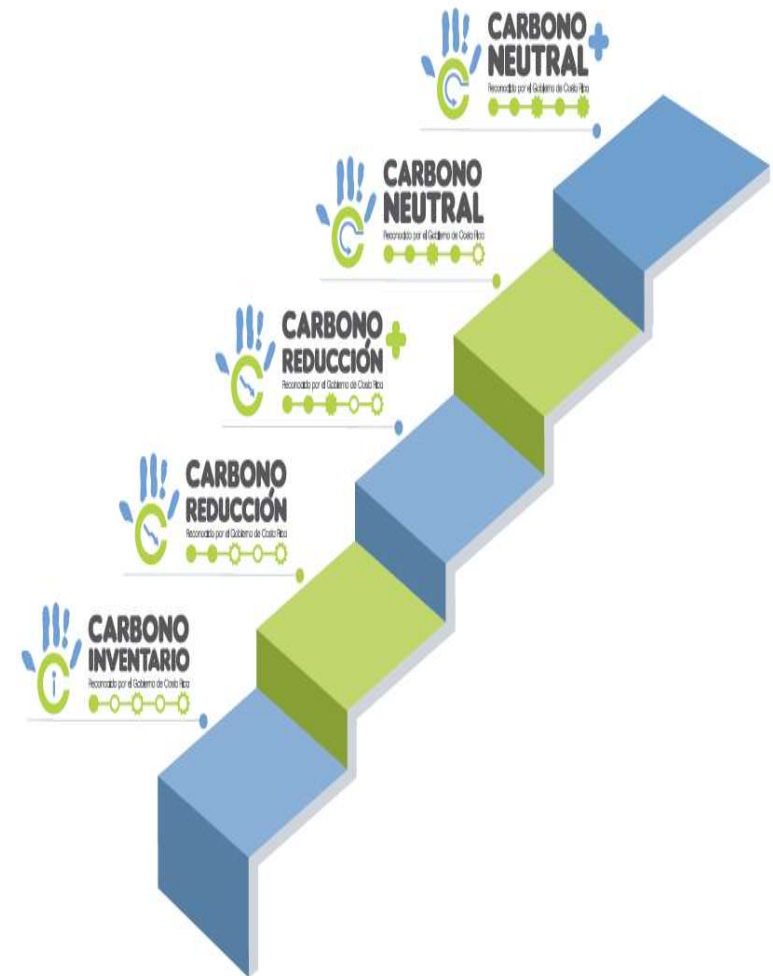 CARBONO
NEUTRAL
Reconocido por el Gobierno de Costa Rica
CARBONO
NEUTRAL
Reconocido por el Gobierno de Costa Rica
CARBONO
REDUCCIÓN
Reconocido por el Gobierno de Costa Rica
CARBONO
REDUCCIÓN
Reconocido por el Gobierno de Costa Rica
CARBONO
INVENTARIO
Reconocido por el Gobierno de Costa Rica